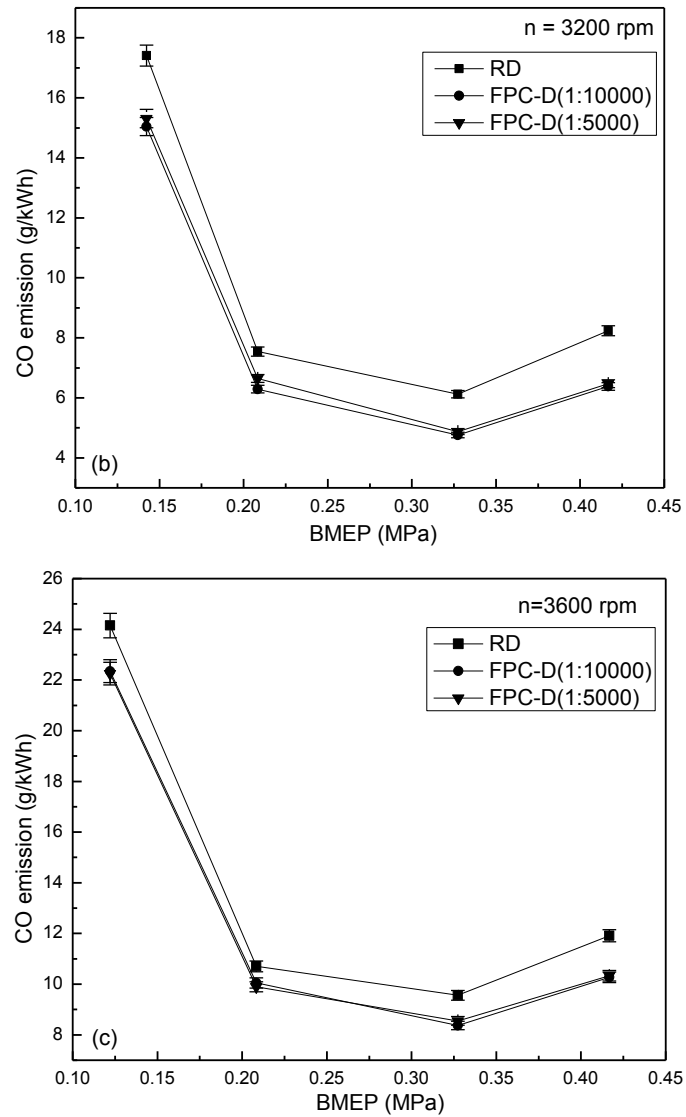 n = 3200 rpm
RD
FPC-D(1:10000)
FPC-D(1:5000)
18
16
14
12
10
8
6
4
CO emission (g/kWh)
(b)
0.10 0.15 0.20 0.25 0.30 0.35 0.40 0.45
BMEP (MPa)
n=3600 rpm
RD
FPC-D(1:10000)
FPC-D(1:5000)
26
24
22
20
18
16
14
12
10
8
CO emission (g/kWh)
(c)
0.10 0.15 0.20 0.25 0.30 0.35 0.40 0.45
BMEP (MPa)